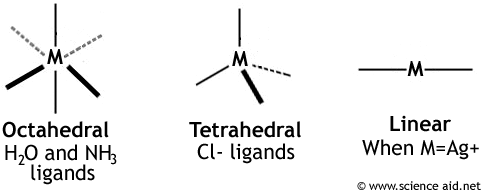 M
Octahedral
H₂O and NH₃
ligands
M
Tetrahedral
Cl- ligands
M
Linear
When M=Ag+
© www.science aid.net